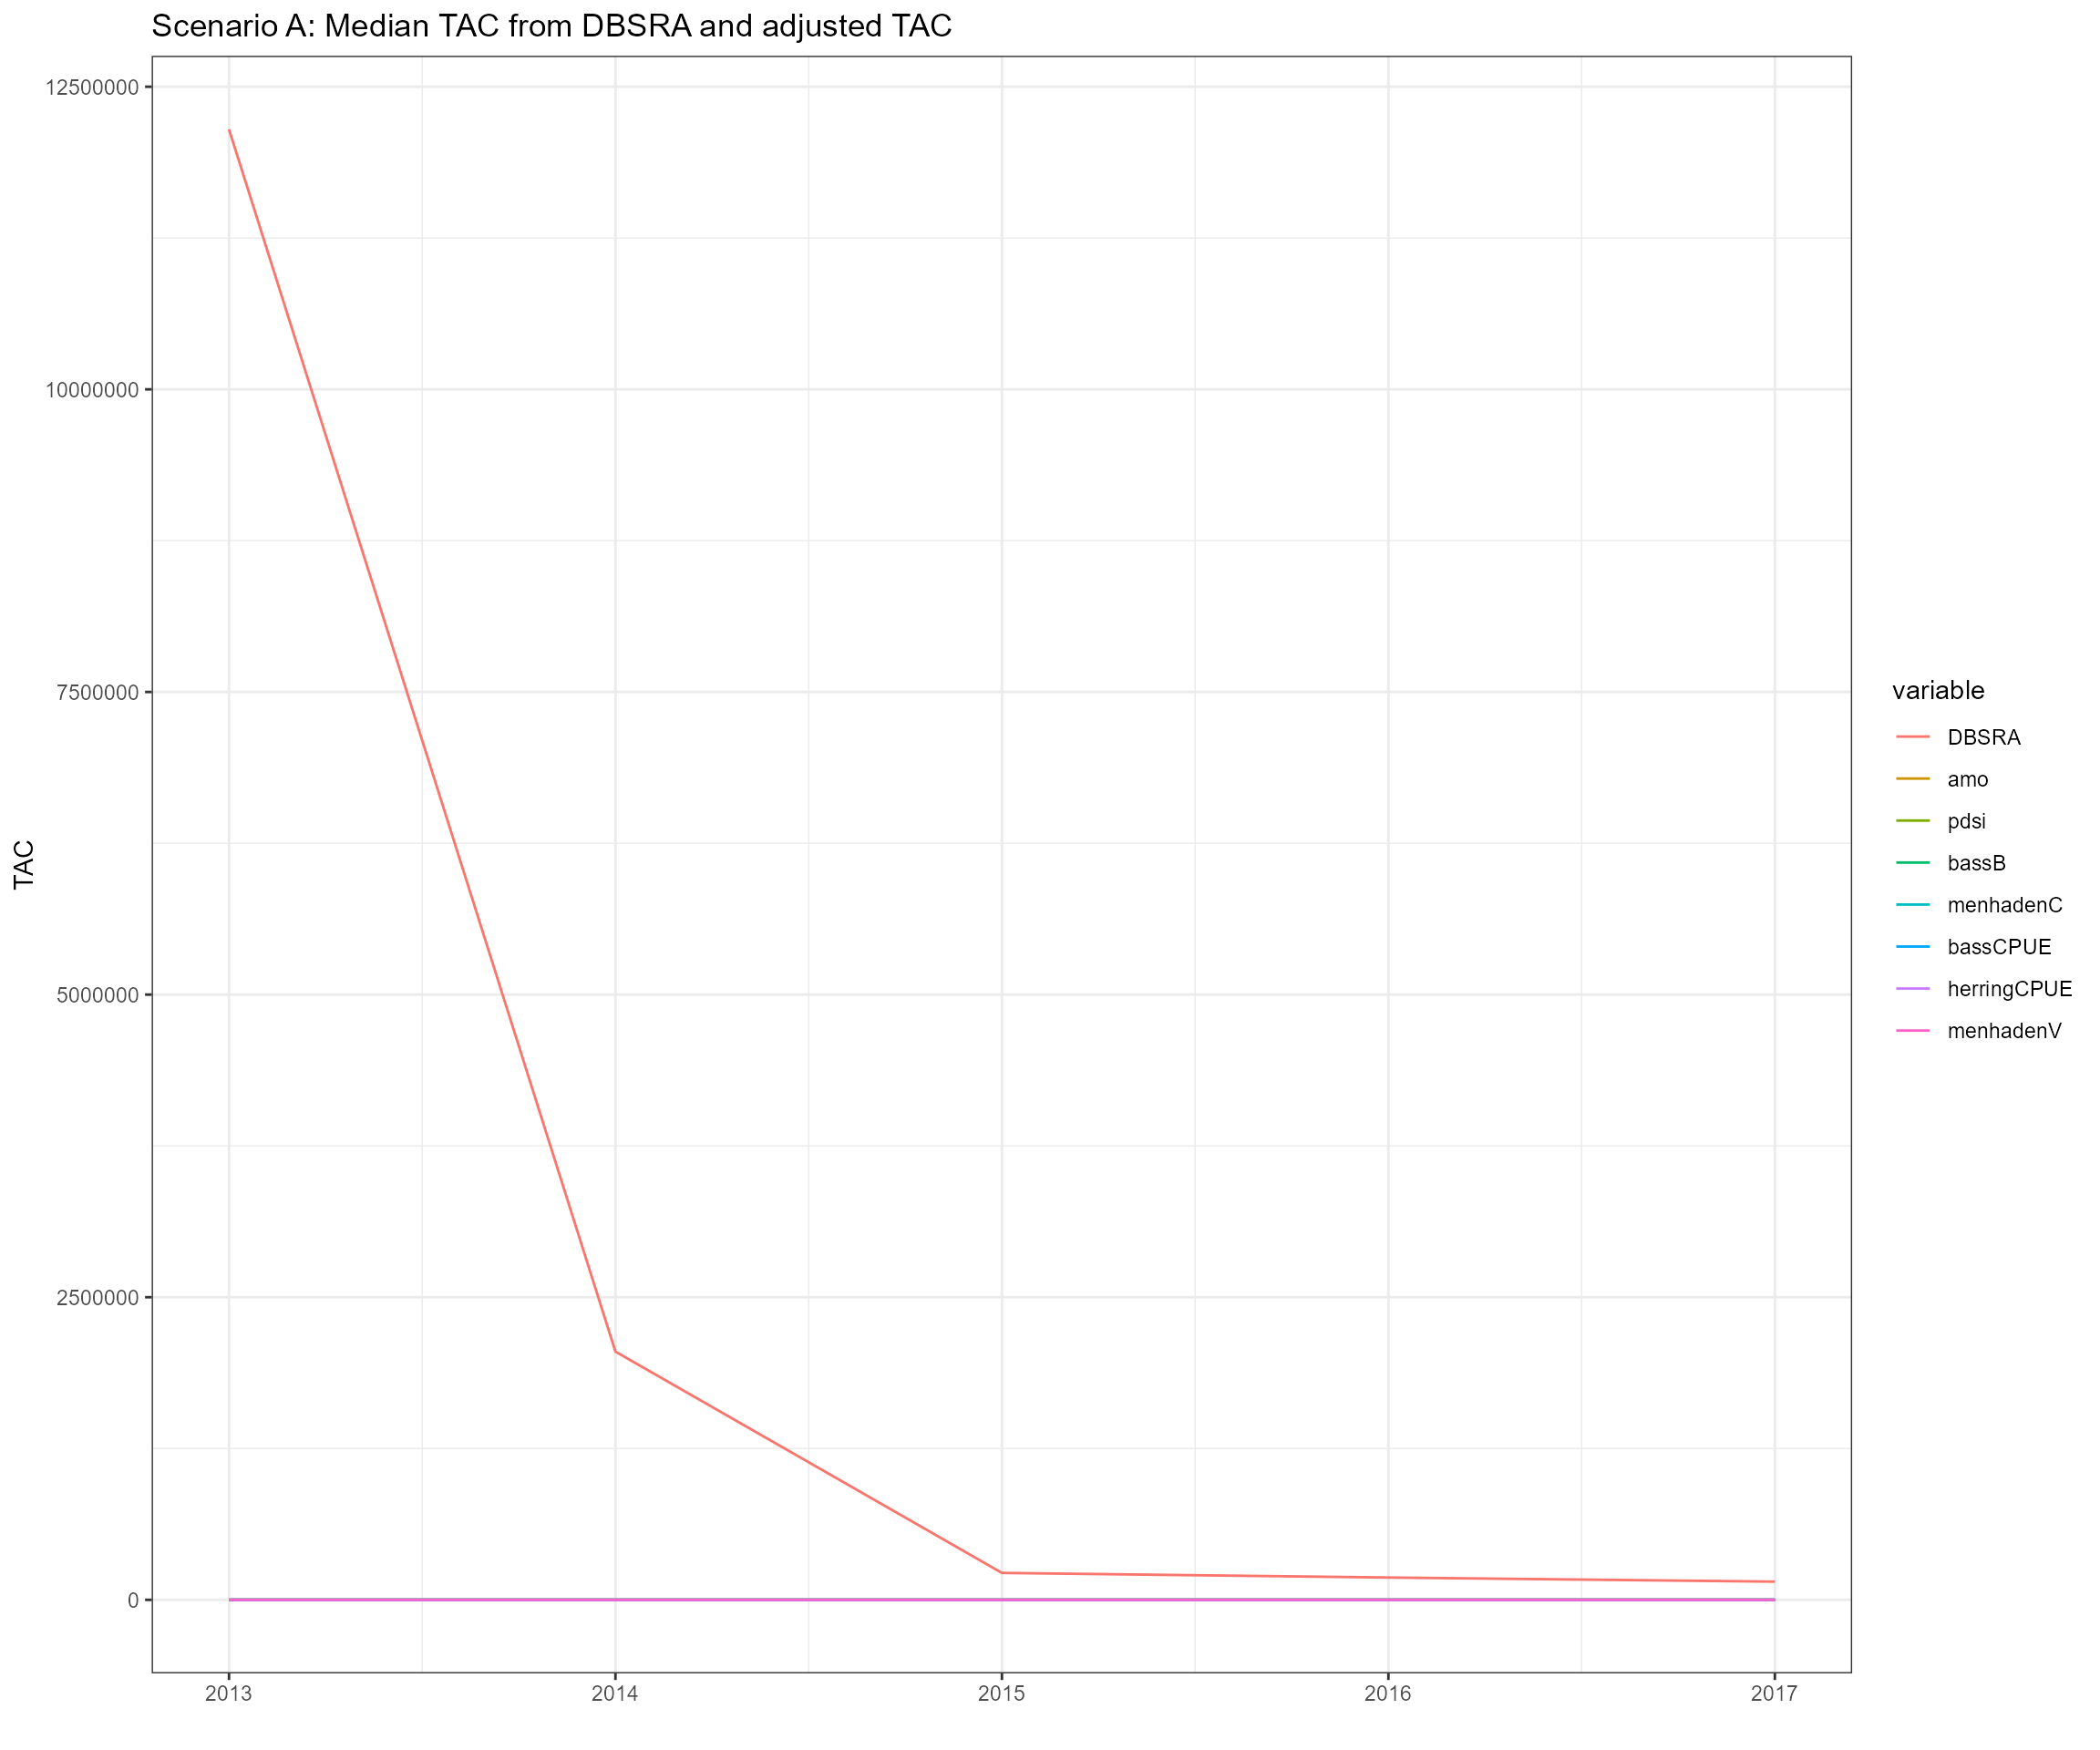 Scenario A: Median TAC from DBSRA and adjusted TAC
12500000
10000000
7500000
5000000
2500000
0
TAC
2013 2014 2015 2016 2017
variable
DBSRA
amo
pdsi
bassB
menhadenC
bassCPUE
herringCPUE
menhadenV